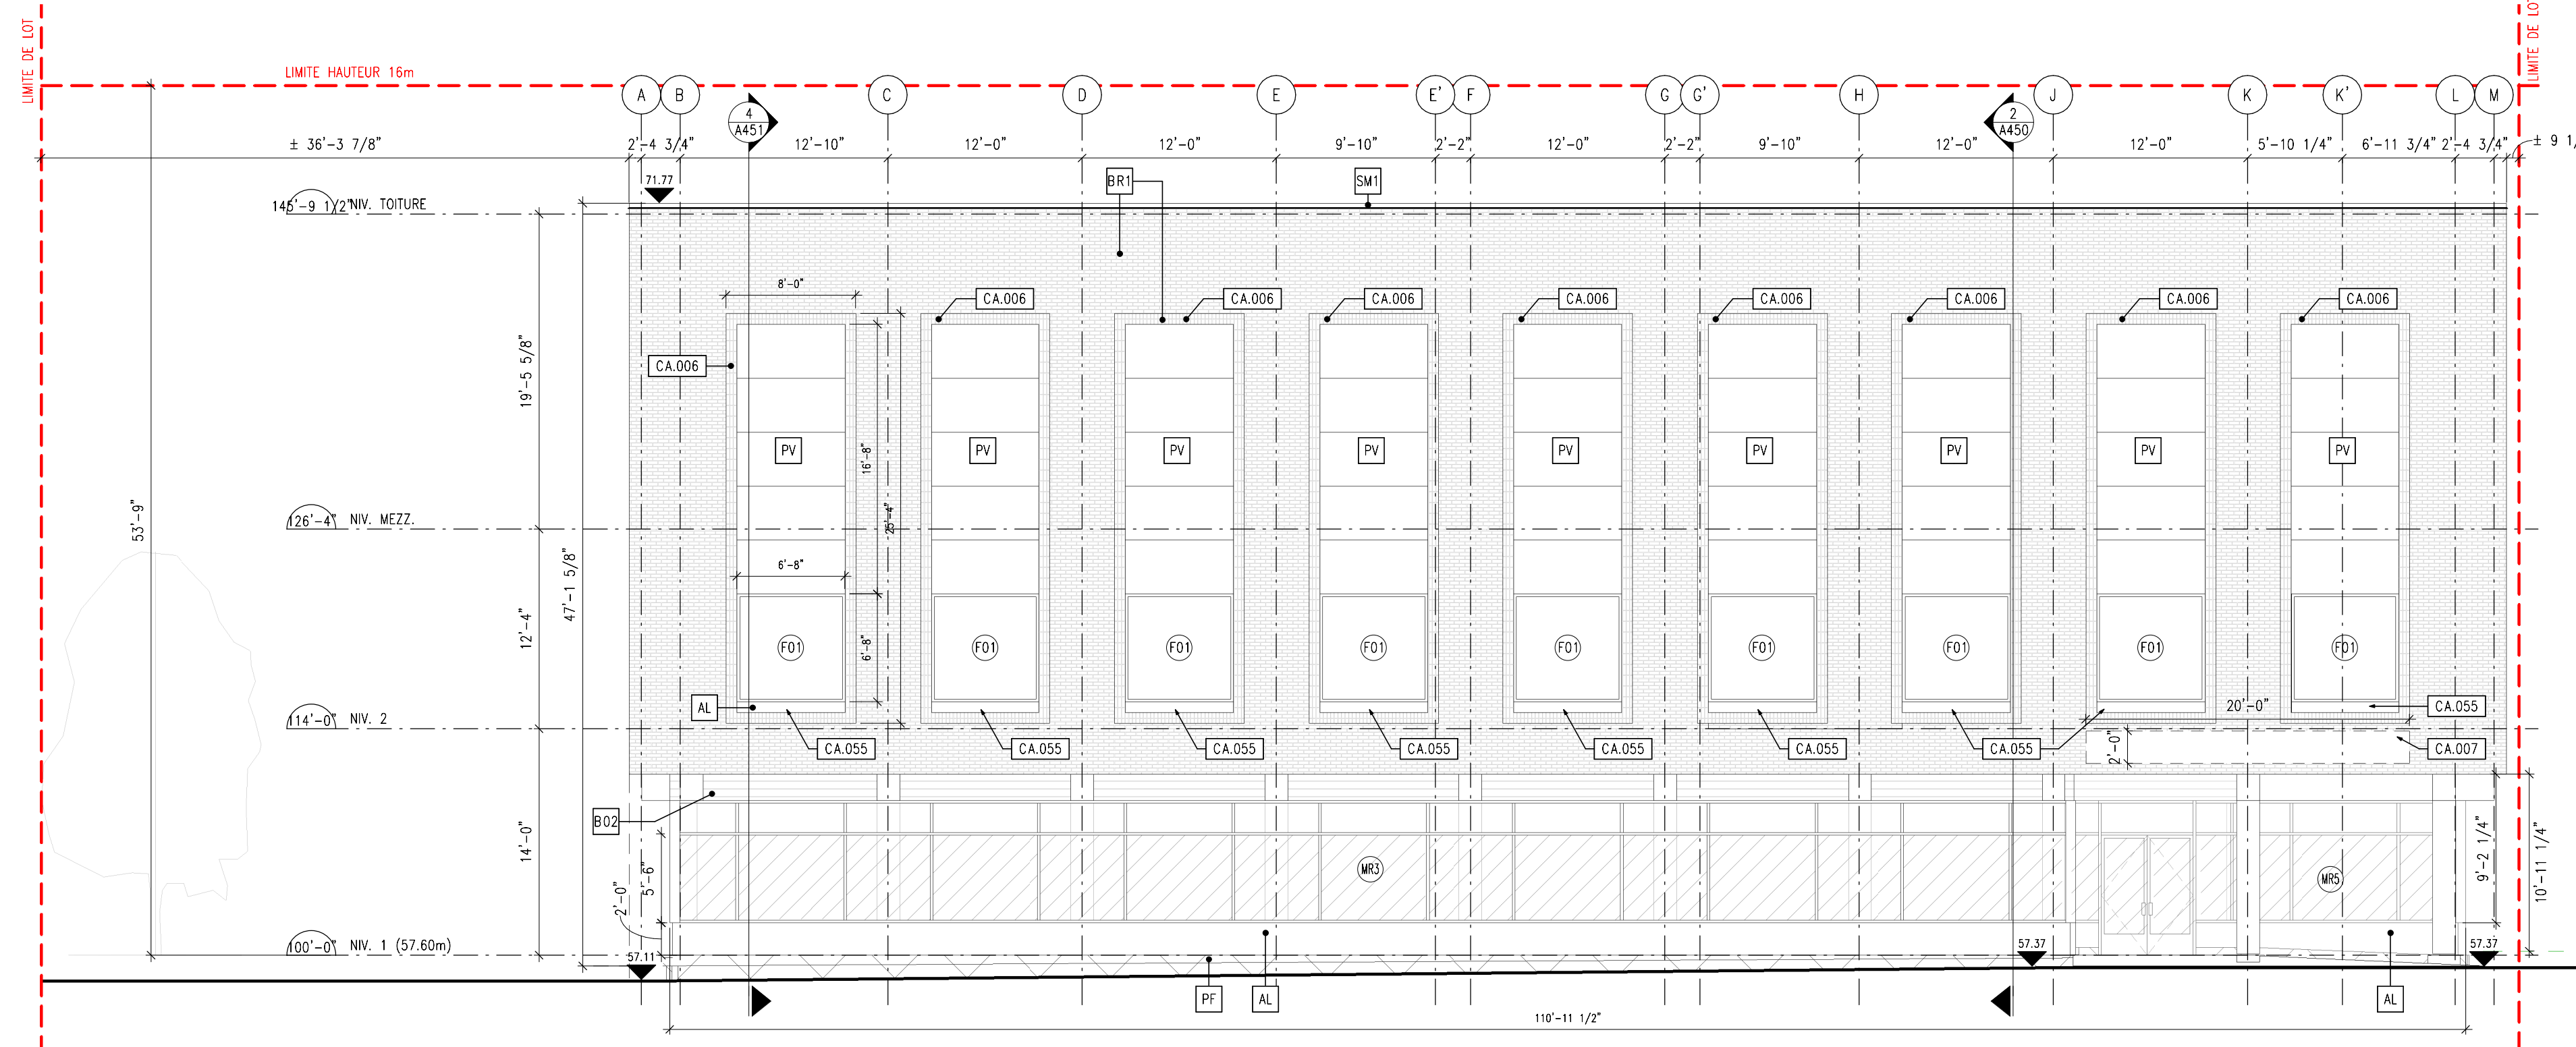 LIMITE DE LOT
LIMITE DE LOT
LIMITE HAUTEUR 16m
A B C D E E' F G G' H J K K' L M
4
A451
2
A450
± 36'-3 7/8" 2'-4 3/4" 12'-10" 12'-0" 12'-0" 9'-10" 2'-2" 12'-0" 2'-2" 9'-10" 12'-0" 12'-0" 5'-10 1/4" 6'-11 3/4" 2'-4 3/4"
71.77
BR1
SM1
145'-9 1/2" NIV. TOITURE
8'-0"
CA.006 CA.006 CA.006 CA.006 CA.006 CA.006 CA.006 CA.006
CA.006
19'-5 5/8"
PV PV PV PV PV PV PV PV PV
16'-8"
25'-4"
53'-9"
126'-4" NIV. MEZZ.
6'-8"
47'-1 5/8"
12'-4"
6'-8"
F01 F01 F01 F01 F01 F01 F01 F01 F01
AL
20'-0"
CA.055
114'-0" NIV. 2
CA.055 CA.055 CA.055 CA.055 CA.055 CA.055 CA.055
2'-0"
CA.007
B02
14'-0"
5'-6"
2'-0"
MR3
MR5
9'-2 1/4"
10'-11 1/4"
100'-0" NIV. 1 (57.60m)
57.11
57.37
57.37
PF
AL
AL
110'-11 1/2"